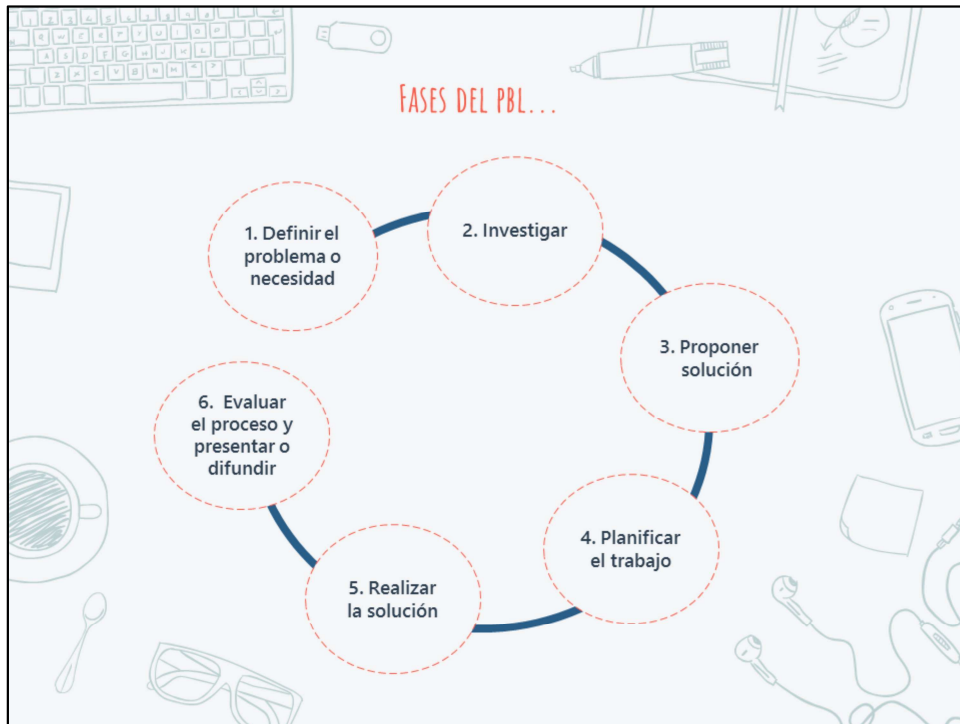 FASES DEL PBL...
1. Definir el
problema o
necesidad
2. Investigar
3. Proponer
solución
4. Planificar
el trabajo
5. Realizar
la solución
6. Evaluar
el proceso y
presentar o
difundir